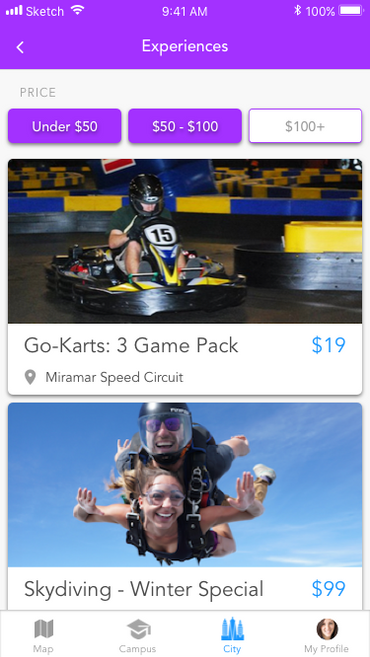 Sketch 9:41 AM 100%
Experiences
PRICE
Under $50 $50 - $100 $100+
15
Go-Karts: 3 Game Pack $19
Miramar Speed Circuit
Skydiving - Winter Special $99
Map Campus City My Profile